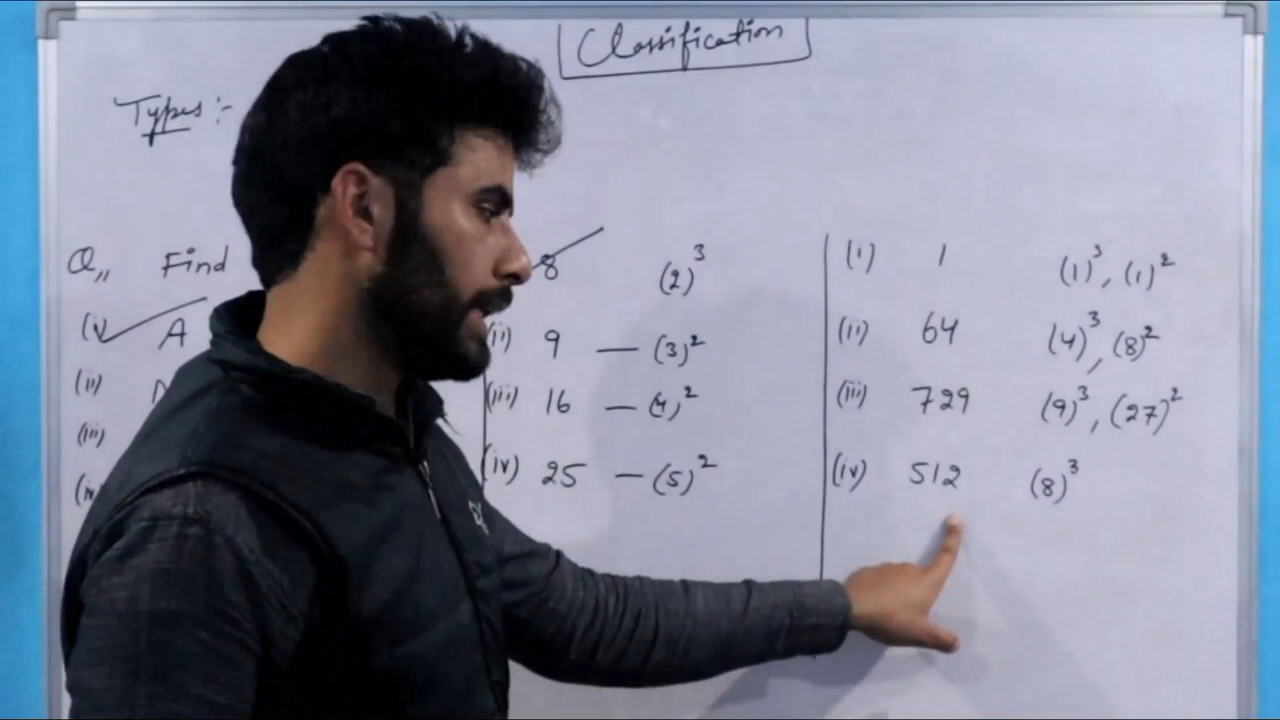 Classification
Types :-
Q,, Find
(i) A
(ii)
(iii)
(iv)
8 (2)³
(ii) 9 — (3)²
(iii) 16 — (4)²
(iv) 25 — (5)²
(i) 1 (1)³, (1)²
(ii) 64 (4)³, (8)²
(iii) 729 (9)³, (27)²
(iv) 512 (8)³